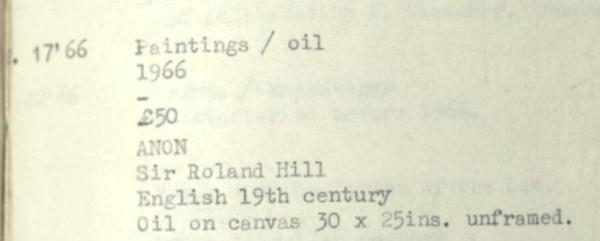 . 17'66 Paintings / oil
1966
-
£50
ANON
Sir Roland Hill
English 19th century
Oil on canvas 30 x 25ins. unframed.